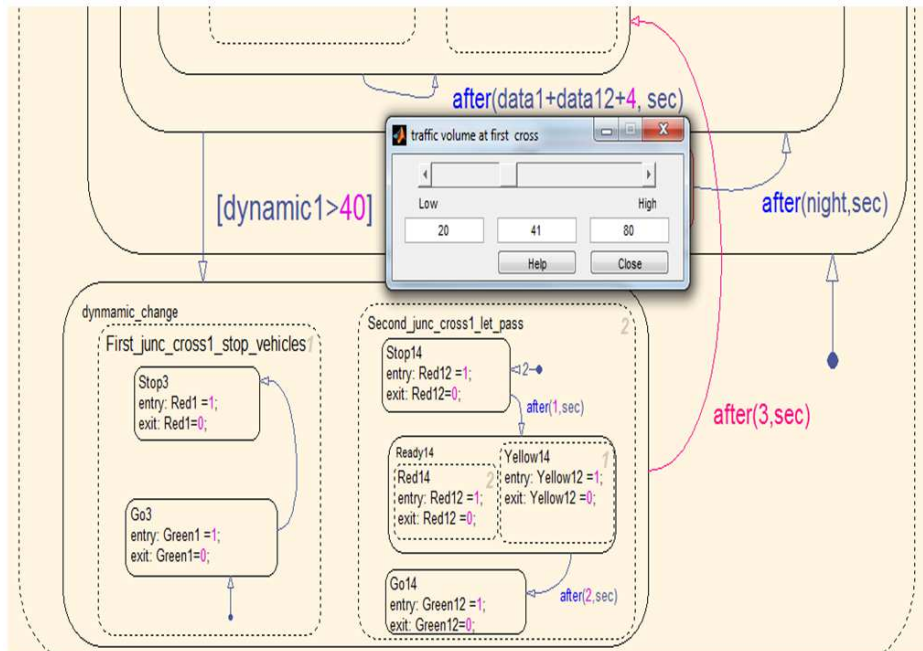 after(data1+data12+4, sec)
traffic volume at first cross
Low
High
20
41
80
Help
Close
[dynamic1>40]
after(night,sec)
dynmamic_change
First_junc_cross1_stop_vehicles
1
Stop3
entry: Red1 =1;
exit: Red1=0;
Go3
entry: Green1 =1;
exit: Green1=0;
Second_junc_cross1_let_pass
2
Stop14
entry: Red12 =1;
exit: Red12=0;
2
after(1,sec)
Ready14
Red14
2
entry: Red12 =1;
exit: Red12 =0;
Yellow14
1
entry: Yellow12 =1;
exit: Yellow12 =0;
Go14
entry: Green12 =1;
exit: Green12=0;
after(2,sec)
after(3,sec)